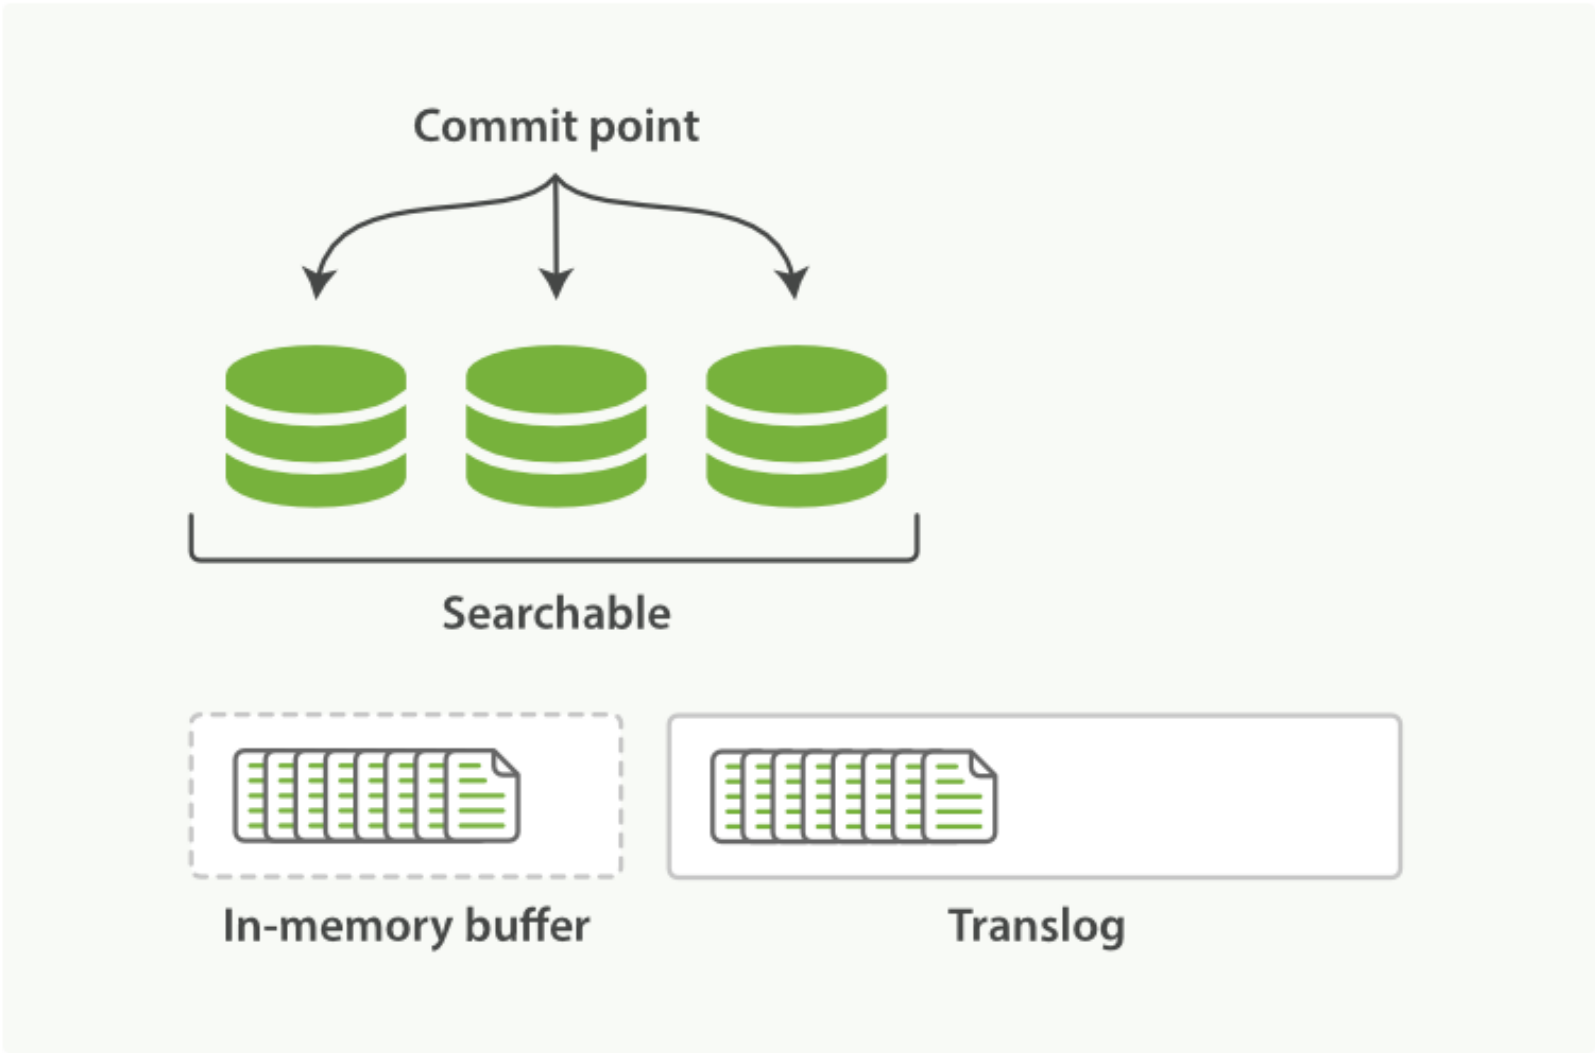 Commit point
Searchable
In-memory buffer
Translog